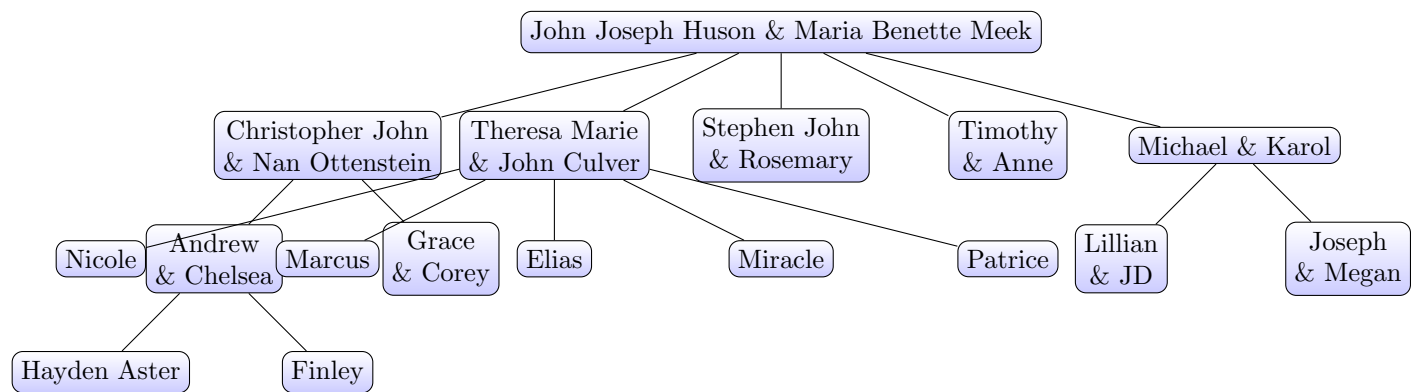 John Joseph Huson & Maria Benette Meek
Christopher John
& Nan Ottenstein
Theresa Marie
& John Culver
Stephen John
& Rosemary
Timothy
& Anne
Michael & Karol
Nicole
Andrew
& Chelsea
Marcus
Grace
& Corey
Elias
Miracle
Patrice
Lillian
& JD
Joseph
& Megan
Hayden Aster
Finley